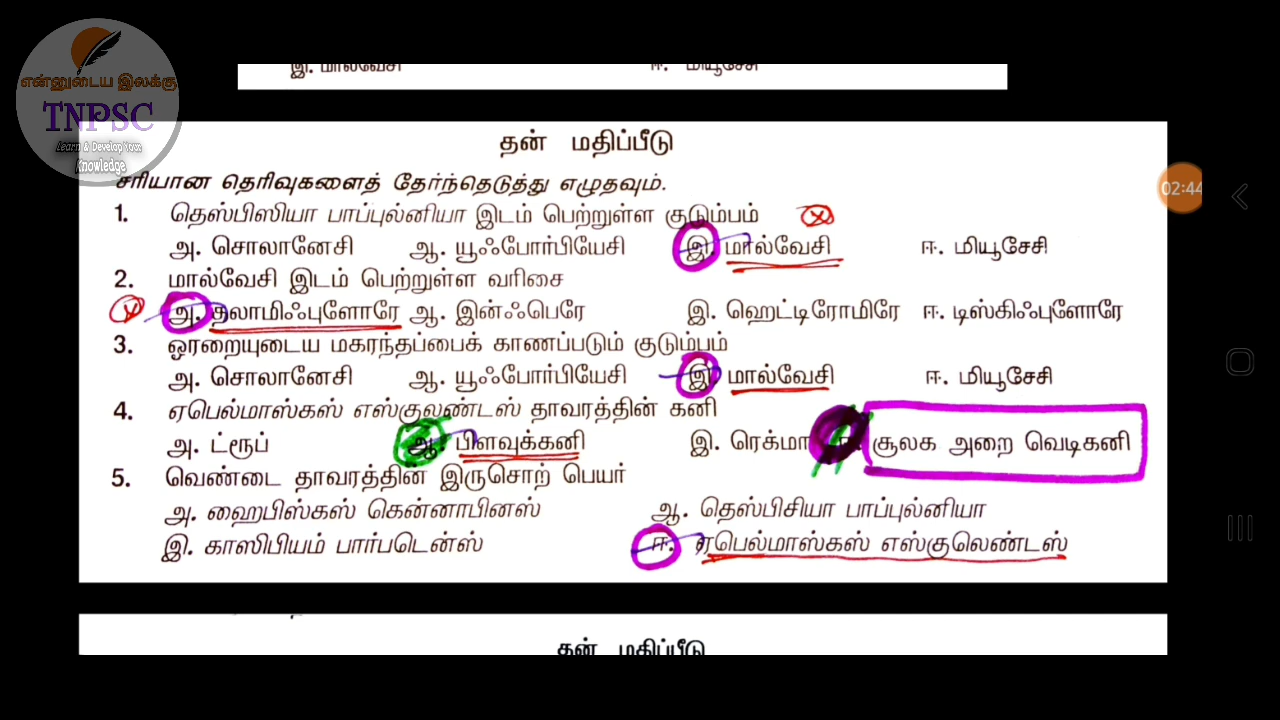 இ. மால்வேசி ஈ. மியூசேசி
என்னுடைய இலக்கு
TNPSC
Learn & Develop Your
Knowledge
தன் மதிப்பீடு
சரியான தெரிவுகளைத் தேர்ந்தெடுத்து எழுதவும்.
02:44
1. தெஸ்பிஸியா பாப்புல்னியா இடம் பெற்றுள்ள குடும்பம்
அ. சொலானேசி ஆ. யூஃபோர்பியேசி இ. மால்வேசி ஈ. மியூசேசி
2. மால்வேசி இடம் பெற்றுள்ள வரிசை
அ. தலாமிஃபுளோரே ஆ. இன்ஃபெரே இ. ஹெட்டிரோமிரே ஈ. டிஸ்கிஃபுளோரே
3. ஓரறையுடைய மகரந்தப்பைக் காணப்படும் குடும்பம்
அ. சொலானேசி ஆ. யூஃபோர்பியேசி இ. மால்வேசி ஈ. மியூசேசி
4. ஏபெல்மாஸ்கஸ் எஸ்குலண்டஸ் தாவரத்தின் கனி
அ. ட்ரூப் ஆ. பிளவுக்கனி இ. ரெக்மா சூலக அறை வெடிகனி
5. வெண்டை தாவரத்தின் இருசொற் பெயர்
அ. ஹைபிஸ்கஸ் கென்னாபினஸ் ஆ. தெஸ்பிசியா பாப்புல்னியா
இ. காஸிபியம் பார்படென்ஸ் ஈ. ஏபெல்மாஸ்கஸ் எஸ்குலெண்டஸ்
தன் மதிப்பீடு